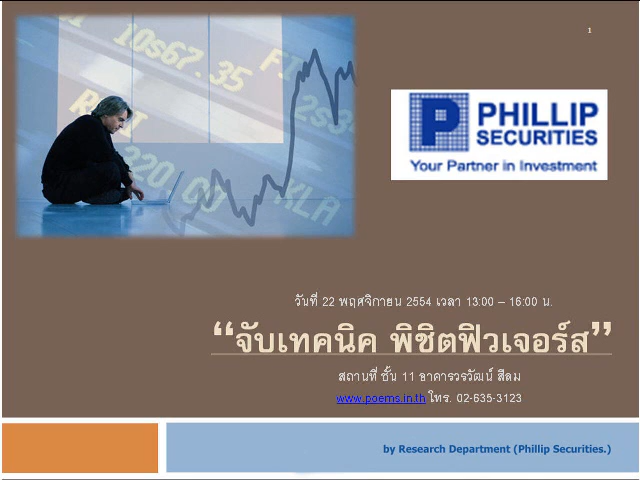 1
10s67.35
PHILLIP
SECURITIES
Your Partner in Investment
วันที่ 22 พฤศจิกายน 2554 เวลา 13:00 – 16:00 น.
“จับเทคนิค พิชิตฟิวเจอร์ส”
สถานที่ ชั้น 11 อาคารวรวัฒน์ สีลม
www.poems.in.th โทร. 02-635-3123
by Research Department (Phillip Securities.)